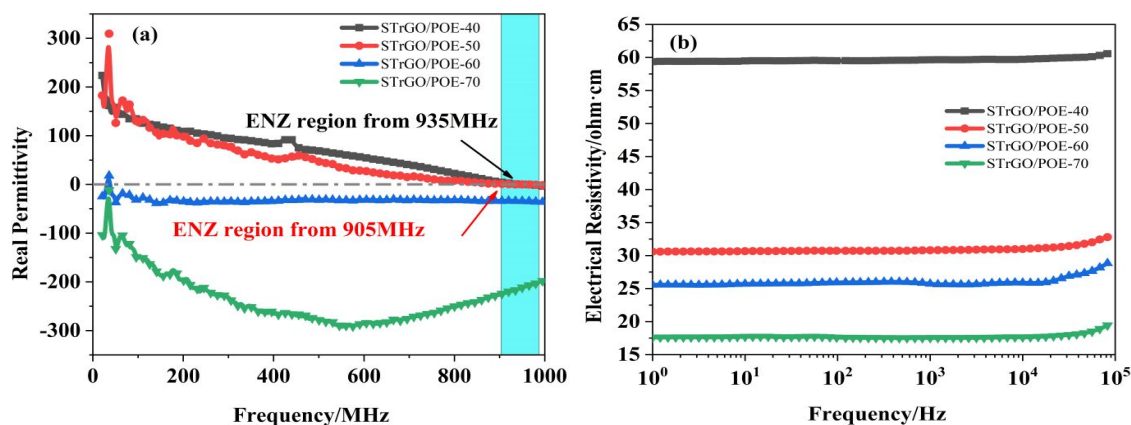 (a)
STrGO/POE-40
STrGO/POE-50
STrGO/POE-60
STrGO/POE-70
ENZ region from 935MHz
ENZ region from 905MHz
300
200
100
0
-100
-200
-300
Real Permittivity
0 200 400 600 800 1000
Frequency/MHz
(b)
STrGO/POE-40
STrGO/POE-50
STrGO/POE-60
STrGO/POE-70
65
60
55
50
45
40
35
30
25
20
15
Electrical Resistivity/ohm·cm
10⁰ 10¹ 10² 10³ 10⁴ 10⁵
Frequency/Hz